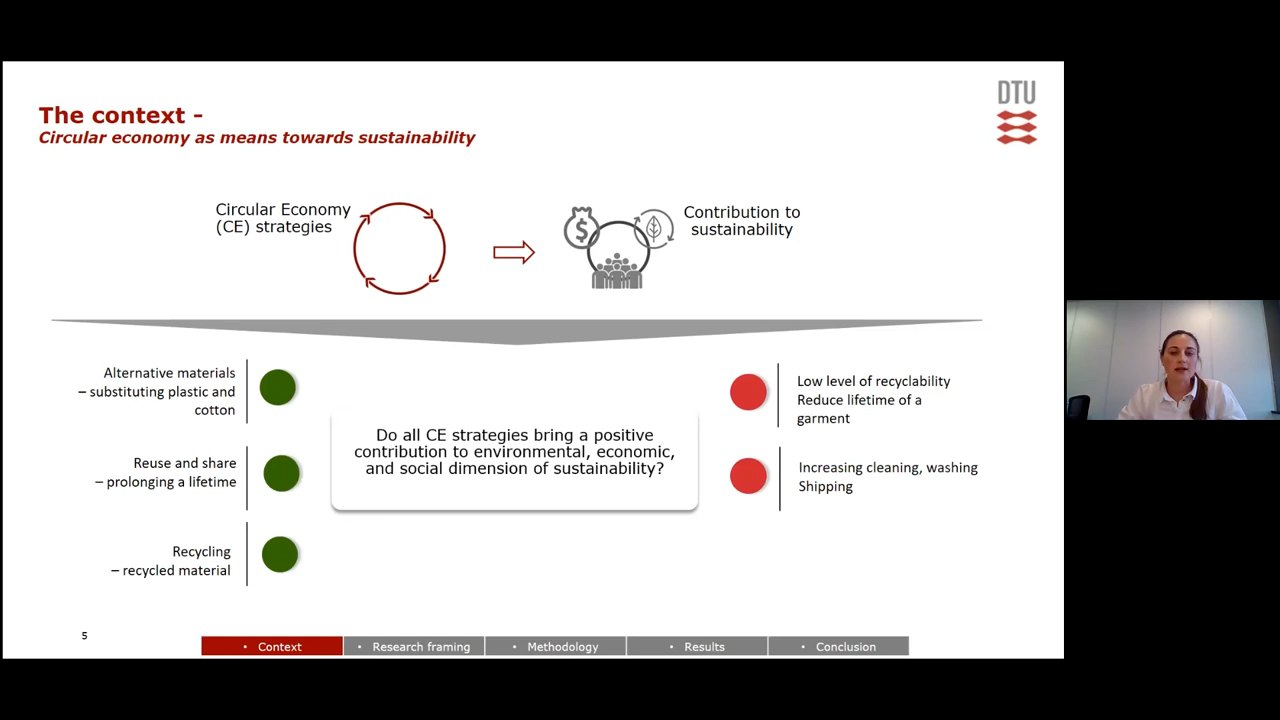 The context -
Circular economy as means towards sustainability
DTU
Circular Economy
(CE) strategies
$
Contribution to
sustainability
Alternative materials
– substituting plastic and
cotton
Reuse and share
– prolonging a lifetime
Recycling
– recycled material
Do all CE strategies bring a positive
contribution to environmental, economic,
and social dimension of sustainability?
Low level of recyclability
Reduce lifetime of a
garment
Increasing cleaning, washing
Shipping
5
• Context
• Research framing
• Methodology
• Results
• Conclusion